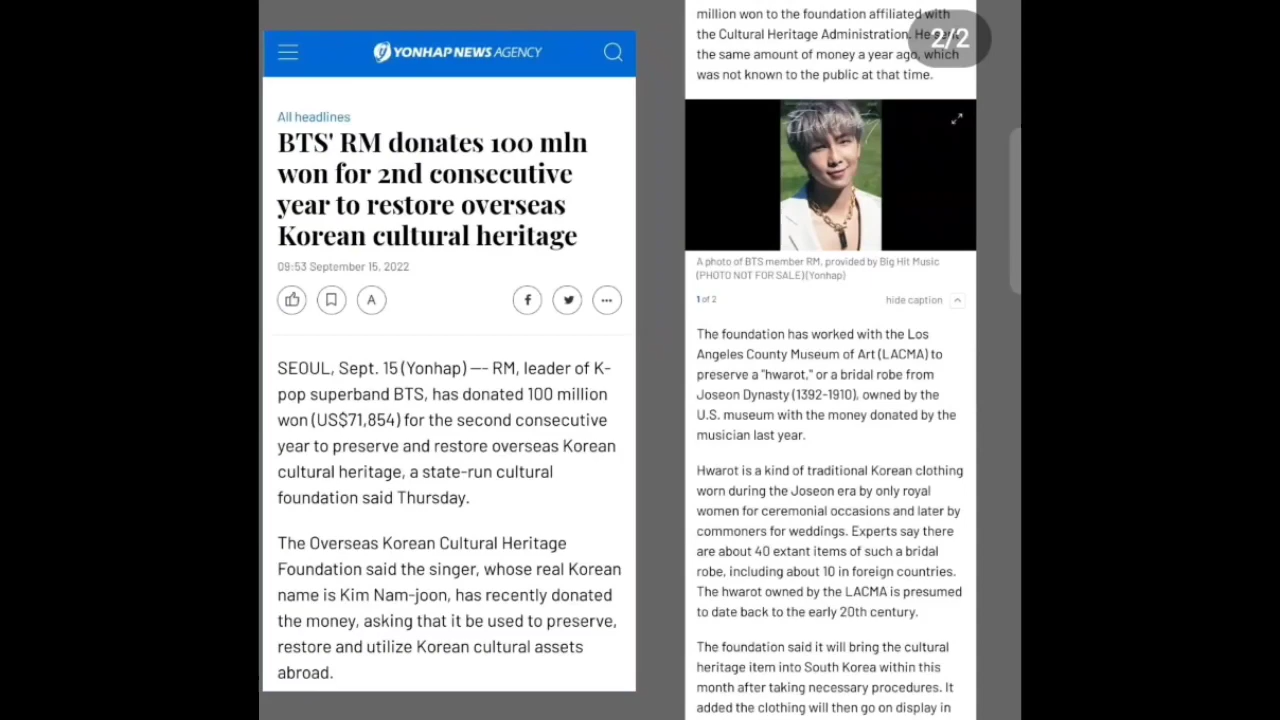 YONHAP NEWS AGENCY
All headlines
BTS' RM donates 100 mln
won for 2nd consecutive
year to restore overseas
Korean cultural heritage
09:53 September 15, 2022
A
SEOUL, Sept. 15 (Yonhap) -- RM, leader of K-
pop superband BTS, has donated 100 million
won (US$71,854) for the second consecutive
year to preserve and restore overseas Korean
cultural heritage, a state-run cultural
foundation said Thursday.
The Overseas Korean Cultural Heritage
Foundation said the singer, whose real Korean
name is Kim Nam-joon, has recently donated
the money, asking that it be used to preserve,
restore and utilize Korean cultural assets
abroad.
million won to the foundation affiliated with
the Cultural Heritage Administration. He sent
2/2
the same amount of money a year ago, which
was not known to the public at that time.
A photo of BTS member RM, provided by Big Hit Music
(PHOTO NOT FOR SALE)(Yonhap)
1 of 2
hide caption
The foundation has worked with the Los
Angeles County Museum of Art (LACMA) to
preserve a "hwarot," or a bridal robe from
Joseon Dynasty (1392-1910), owned by the
U.S. museum with the money donated by the
musician last year.
Hwarot is a kind of traditional Korean clothing
worn during the Joseon era by only royal
women for ceremonial occasions and later by
commoners for weddings. Experts say there
are about 40 extant items of such a bridal
robe, including about 10 in foreign countries.
The hwarot owned by the LACMA is presumed
to date back to the early 20th century.
The foundation said it will bring the cultural
heritage item into South Korea within this
month after taking necessary procedures. It
added the clothing will then go on display in